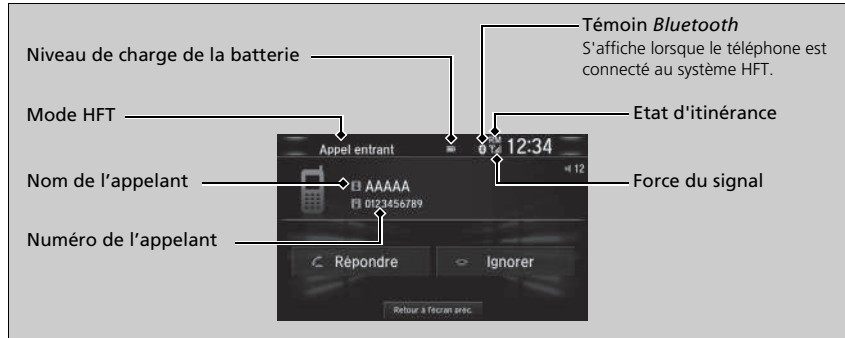 Témoin Bluetooth
S'affiche lorsque le téléphone est
connecté au système HFT.
Niveau de charge de la batterie
Mode HFT
Etat d'itinérance
Nom de l'appelant
Force du signal
Numéro de l'appelant
Appel entrant
RM
12:34
12
AAAAA
0123456789
Répondre
Ignorer
Retour à l'écran préc.